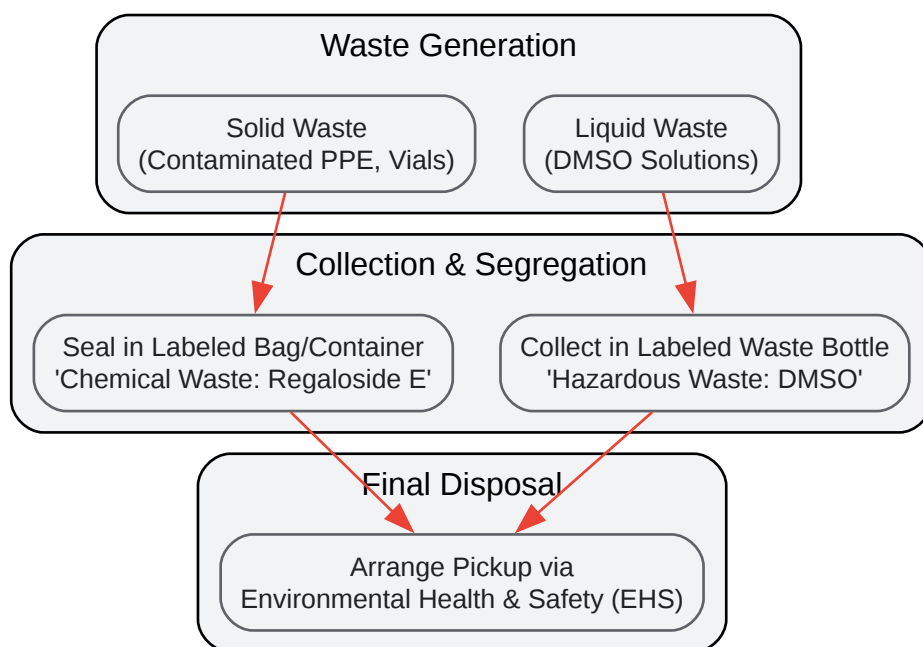 Waste Generation
Solid Waste
(Contaminated PPE, Vials)
Liquid Waste
(DMSO Solutions)
Collection & Segregation
Seal in Labeled Bag/Container
'Chemical Waste: Regaloside E'
Collect in Labeled Waste Bottle
'Hazardous Waste: DMSO'
Final Disposal
Arrange Pickup via
Environmental Health & Safety (EHS)